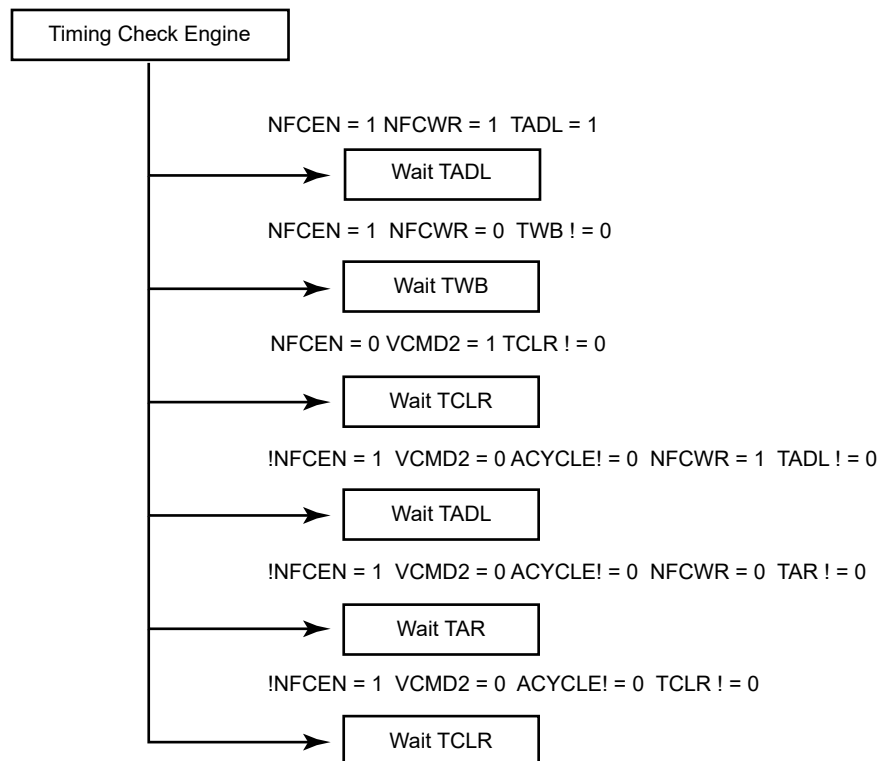 Timing Check Engine
NFCEN = 1 NFCWR = 1 TADL = 1
Wait TADL
NFCEN = 1 NFCWR = 0 TWB ! = 0
Wait TWB
NFCEN = 0 VCMD2 = 1 TCLR ! = 0
Wait TCLR
!NFCEN = 1 VCMD2 = 0 ACYCLE! = 0 NFCWR = 1 TADL ! = 0
Wait TADL
!NFCEN = 1 VCMD2 = 0 ACYCLE! = 0 NFCWR = 0 TAR ! = 0
Wait TAR
!NFCEN = 1 VCMD2 = 0 ACYCLE! = 0 TCLR ! = 0
Wait TCLR